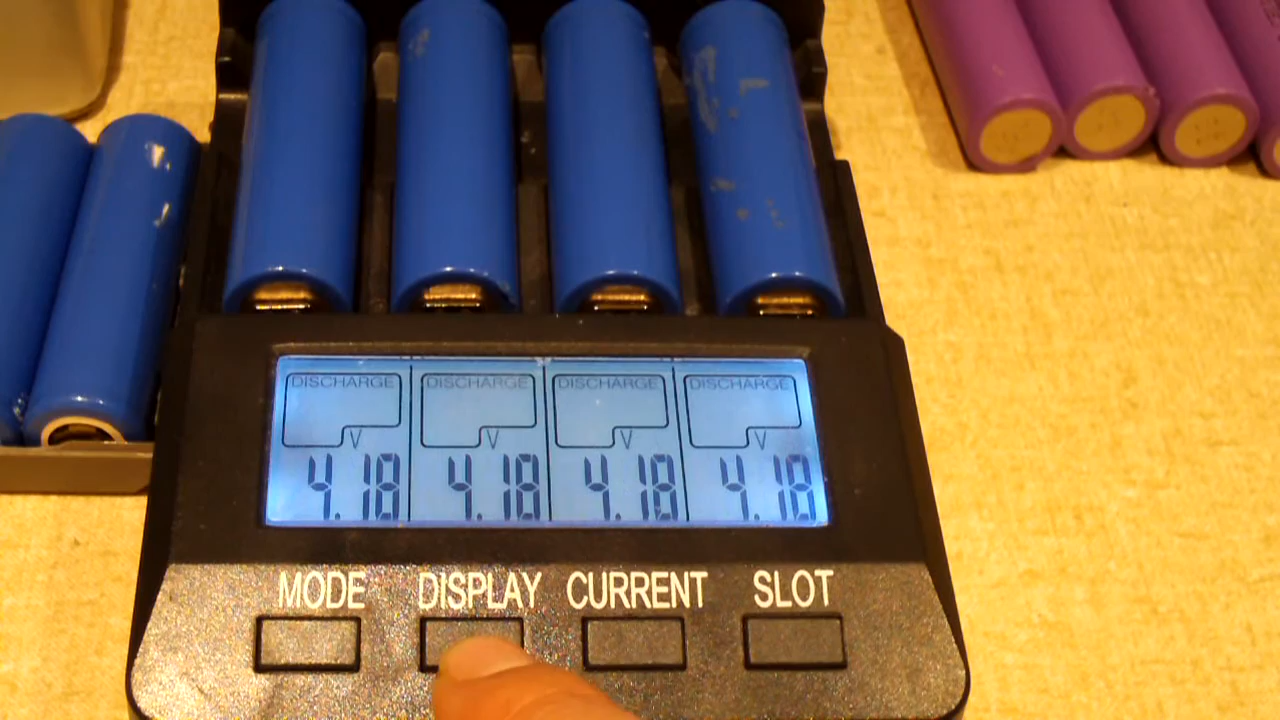 DISCHARGE DISCHARGE DISCHARGE DISCHARGE
V V V V
4.18 4.18 4.18 4.18
MODE DISPLAY CURRENT SLOT